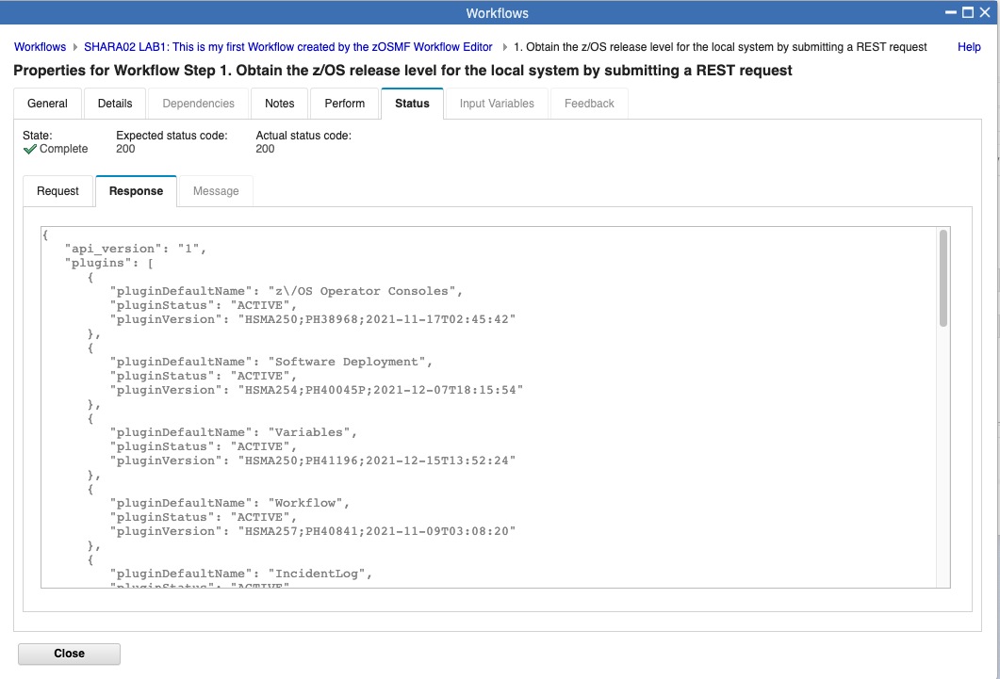 Workflows
Workflows SHARA02 LAB1: This is my first Workflow created by the zOSMF Workflow Editor 1. Obtain the z/OS release level for the local system by submitting a REST request Help
Properties for Workflow Step 1. Obtain the z/OS release level for the local system by submitting a REST request
General Details Dependencies Notes Perform Status Input Variables Feedback
State: Expected status code: Actual status code:
Complete 200 200
Request Response Message
{
"api_version": "1",
"plugins": [
{
"pluginDefaultName": "z\/OS Operator Consoles",
"pluginStatus": "ACTIVE",
"pluginVersion": "HSMA250;PH38968;2021-11-17T02:45:42"
},
{
"pluginDefaultName": "Software Deployment",
"pluginStatus": "ACTIVE",
"pluginVersion": "HSMA254;PH40045P;2021-12-07T18:15:54"
},
{
"pluginDefaultName": "Variables",
"pluginStatus": "ACTIVE",
"pluginVersion": "HSMA250;PH41196;2021-12-15T13:52:24"
},
{
"pluginDefaultName": "Workflow",
"pluginStatus": "ACTIVE",
"pluginVersion": "HSMA257;PH40841;2021-11-09T03:08:20"
},
{
"pluginDefaultName": "IncidentLog",
"pluginStatus": "ACTIVE"
Close